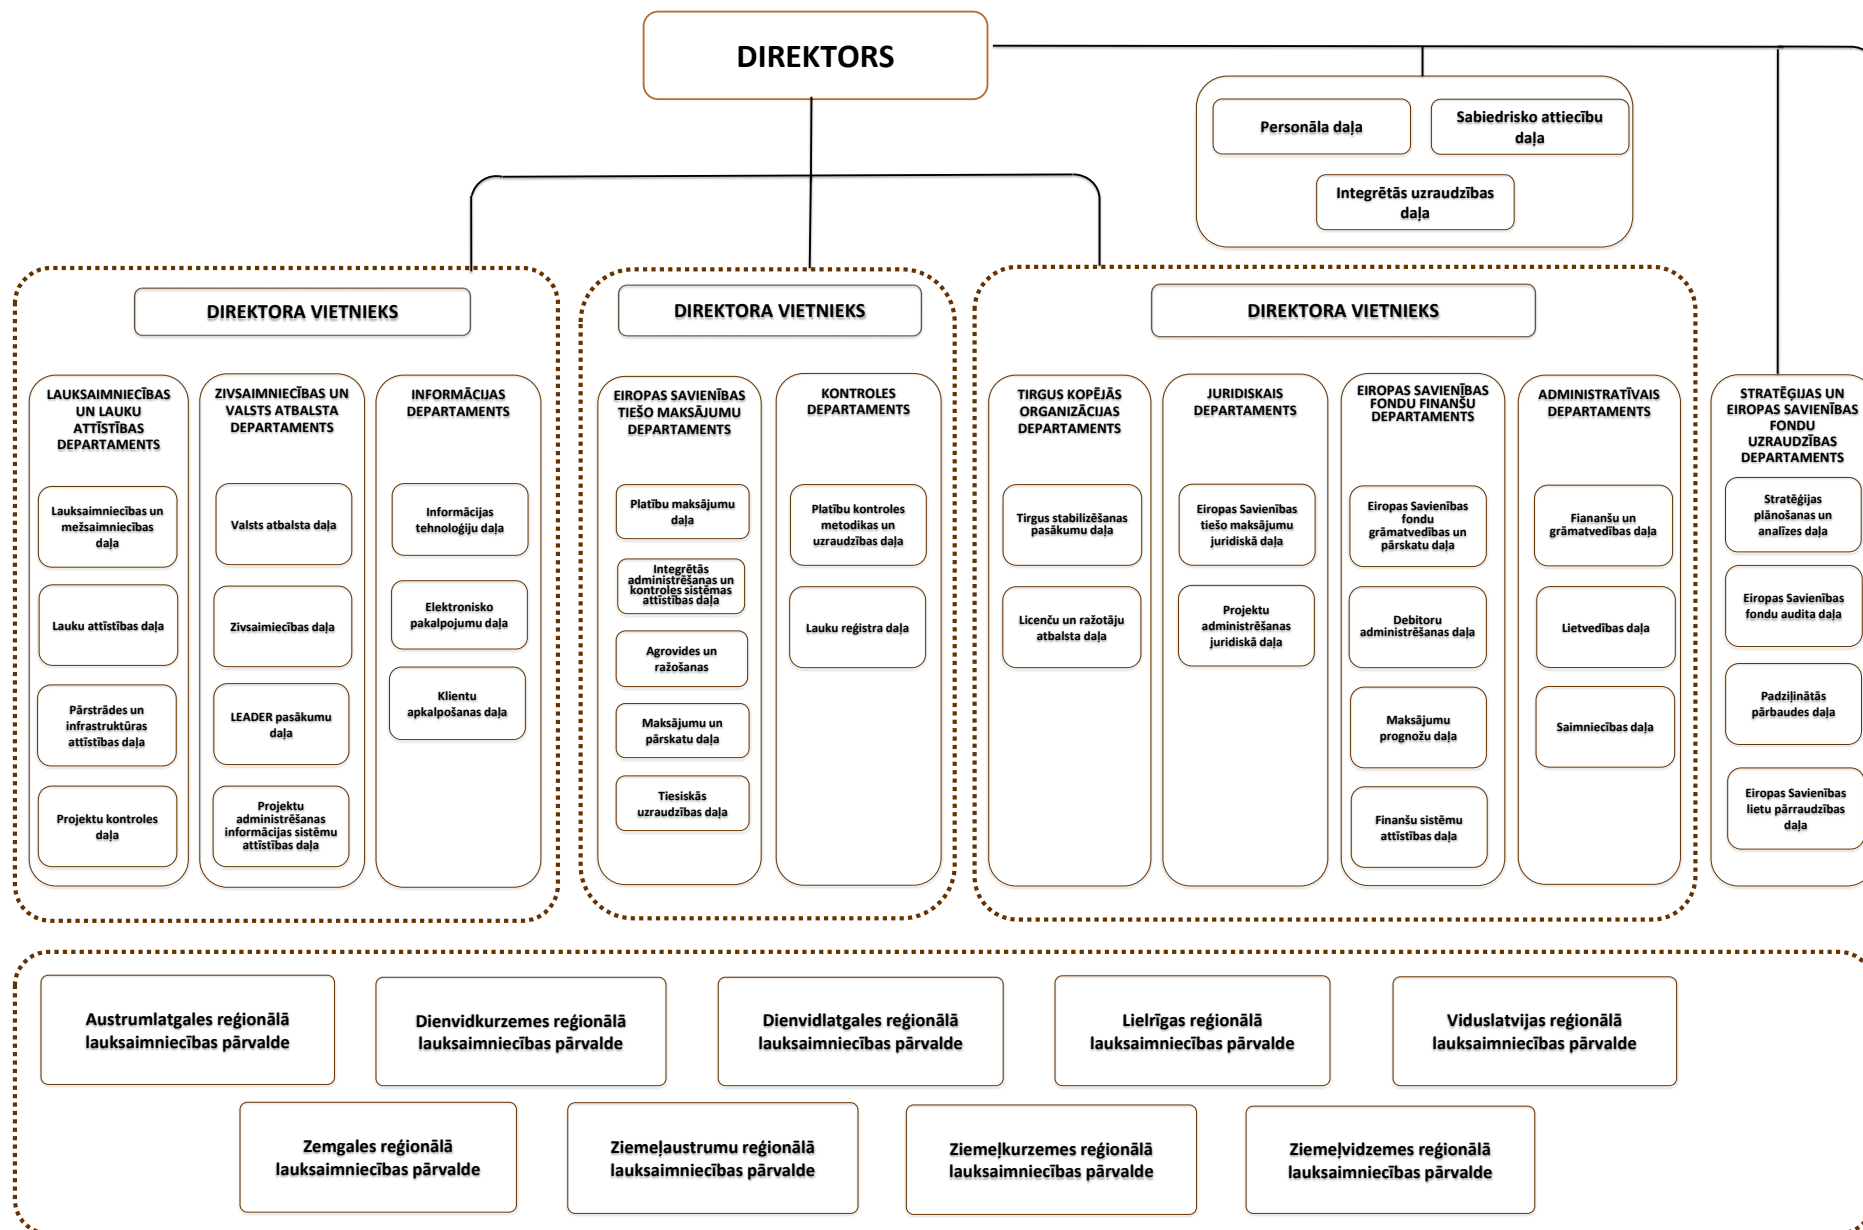 DIREKTORS
Personāla daļa
Sabiedrisko attiecību
daļa
Integrētās uzraudzības
daļa
DIREKTORA VIETNIEKS
LAUKSAIMNIECĪBAS
UN LAUKU
ATTĪSTĪBAS
DEPARTAMENTS
Lauksaimniecības un
mežsaimniecības
daļa
Lauku attīstības daļa
Pārstrādes un
infrastruktūras
attīstības daļa
Projektu kontroles
daļa
ZIVSAIMNIECĪBAS UN
VALSTS ATBALSTA
DEPARTAMENTS
Valsts atbalsta daļa
Zivsaimiecības daļa
LEADER pasākumu
daļa
Projektu
administrēšanas
informācijas sistēmu
attīstības daļa
INFORMĀCIJAS
DEPARTAMENTS
Informācijas
tehnoloģiju daļa
Elektronisko
pakalpojumu daļa
Klientu
apkalpošanas daļa
DIREKTORA VIETNIEKS
EIROPAS SAVIENĪBAS
TIEŠO MAKSĀJUMU
DEPARTAMENTS
Platību maksājumu
daļa
Integrētās
administrēšanas un
kontroles sistēmas
attīstības daļa
Agrovides un
ražošanas
Maksājumu un
pārskatu daļa
Tiesiskās
uzraudzības daļa
KONTROLES
DEPARTAMENTS
Platību kontroles
metodikas un
uzraudzības daļa
Lauku reģistra daļa
DIREKTORA VIETNIEKS
TIRGUS KOPĒJĀS
ORGANIZĀCIJAS
DEPARTAMENTS
Tirgus stabilizēšanas
pasākumu daļa
Licenču un ražotāju
atbalsta daļa
JURIDISKAIS
DEPARTAMENTS
Eiropas Savienības
tiešo maksājumu
juridiskā daļa
Projektu
administrēšanas
juridiskā daļa
EIROPAS SAVIENĪBAS
FONDU FINANŠU
DEPARTAMENTS
Eiropas Savienības
fondu
grāmatvedības un
pārskatu daļa
Debitoru
administrēšanas daļa
Maksājumu
prognožu daļa
Finanšu sistēmu
attīstības daļa
ADMINISTRATĪVAIS
DEPARTAMENTS
Fiananšu un
grāmatvedības daļa
Lietvedības daļa
Saimniecības daļa
STRATĒĢIJAS UN
EIROPAS SAVIENĪBAS
FONDU
UZRAUDZĪBAS
DEPARTAMENTS
Stratēģijas
plānošanas un
analīzes daļa
Eiropas Savienības
fondu audita daļa
Padziļinātās
pārbaudes daļa
Eiropas Savienības
lietu pārraudzības
daļa
Austrumlatgales reģionālā
lauksaimniecības pārvalde
Dienvidkurzemes reģionālā
lauksaimniecības pārvalde
Dienvidlatgales reģionālā
lauksaimniecības pārvalde
Lielrīgas reģionālā
lauksaimniecības pārvalde
Viduslatvijas reģionālā
lauksaimniecības pārvalde
Zemgales reģionālā
lauksaimniecības pārvalde
Ziemeļaustrumu reģionālā
lauksaimniecības pārvalde
Ziemeļkurzemes reģionālā
lauksaimniecības pārvalde
Ziemeļvidzemes reģionālā
lauksaimniecības pārvalde